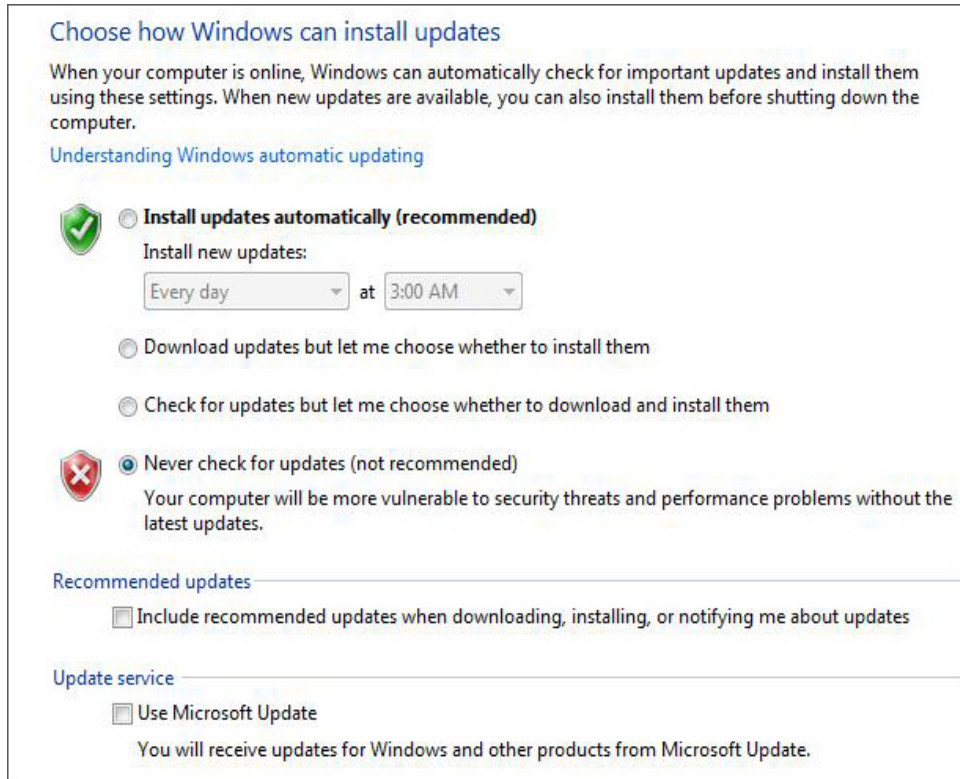 Choose how Windows can install updates
When your computer is online, Windows can automatically check for important updates and install them
using these settings. When new updates are available, you can also install them before shutting down the
computer.
Understanding Windows automatic updating
Install updates automatically (recommended)
Install new updates:
Every day at 3:00 AM
Download updates but let me choose whether to install them
Check for updates but let me choose whether to download and install them
Never check for updates (not recommended)
Your computer will be more vulnerable to security threats and performance problems without the
latest updates.
Recommended updates
Include recommended updates when downloading, installing, or notifying me about updates
Update service
Use Microsoft Update
You will receive updates for Windows and other products from Microsoft Update.